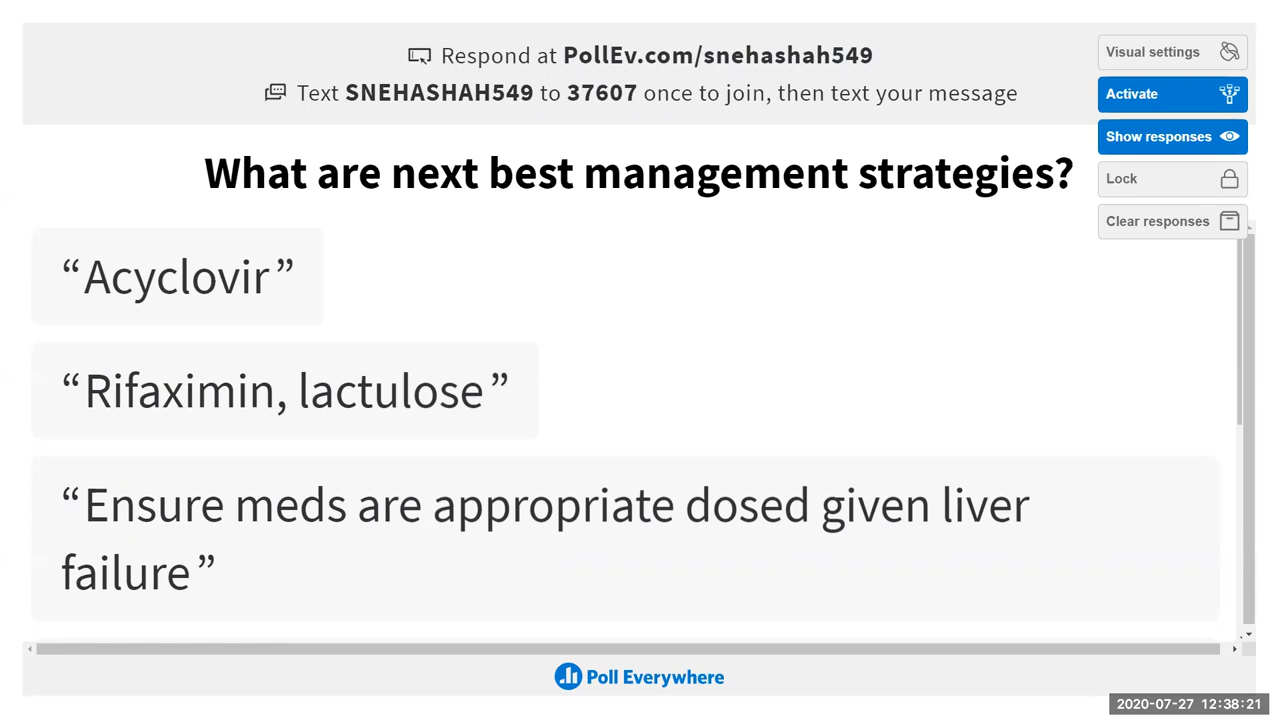 Respond at PollEv.com/snehashah549
Text SNEHASHAH549 to 37607 once to join, then text your message
Visual settings
Activate
Show responses
Lock
Clear responses
What are next best management strategies?
“Acyclovir”
“Rifaximin, lactulose”
“Ensure meds are appropriate dosed given liver
failure”
Poll Everywhere
2020-07-27 12:38:21